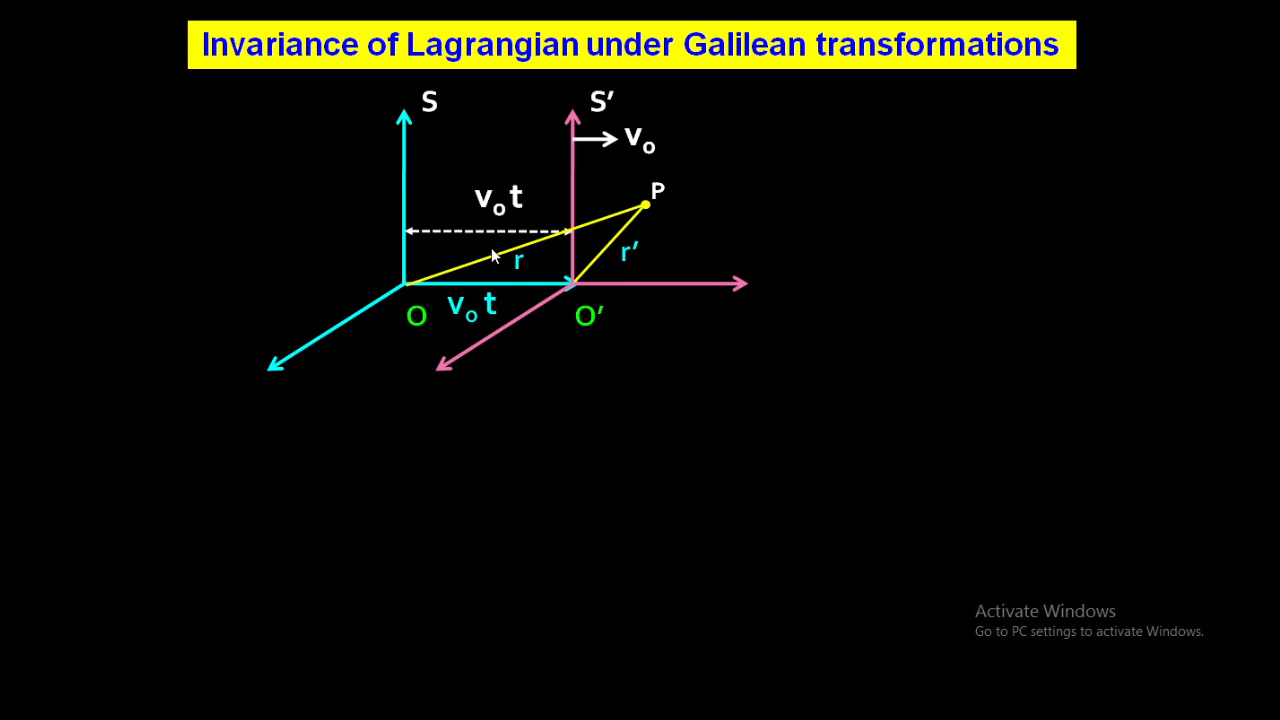 Invariance of Lagrangian under Galilean transformations
S
S′
vo
P
vo t
r′
r
vo t
O
O′
Activate Windows
Go to PC settings to activate Windows.